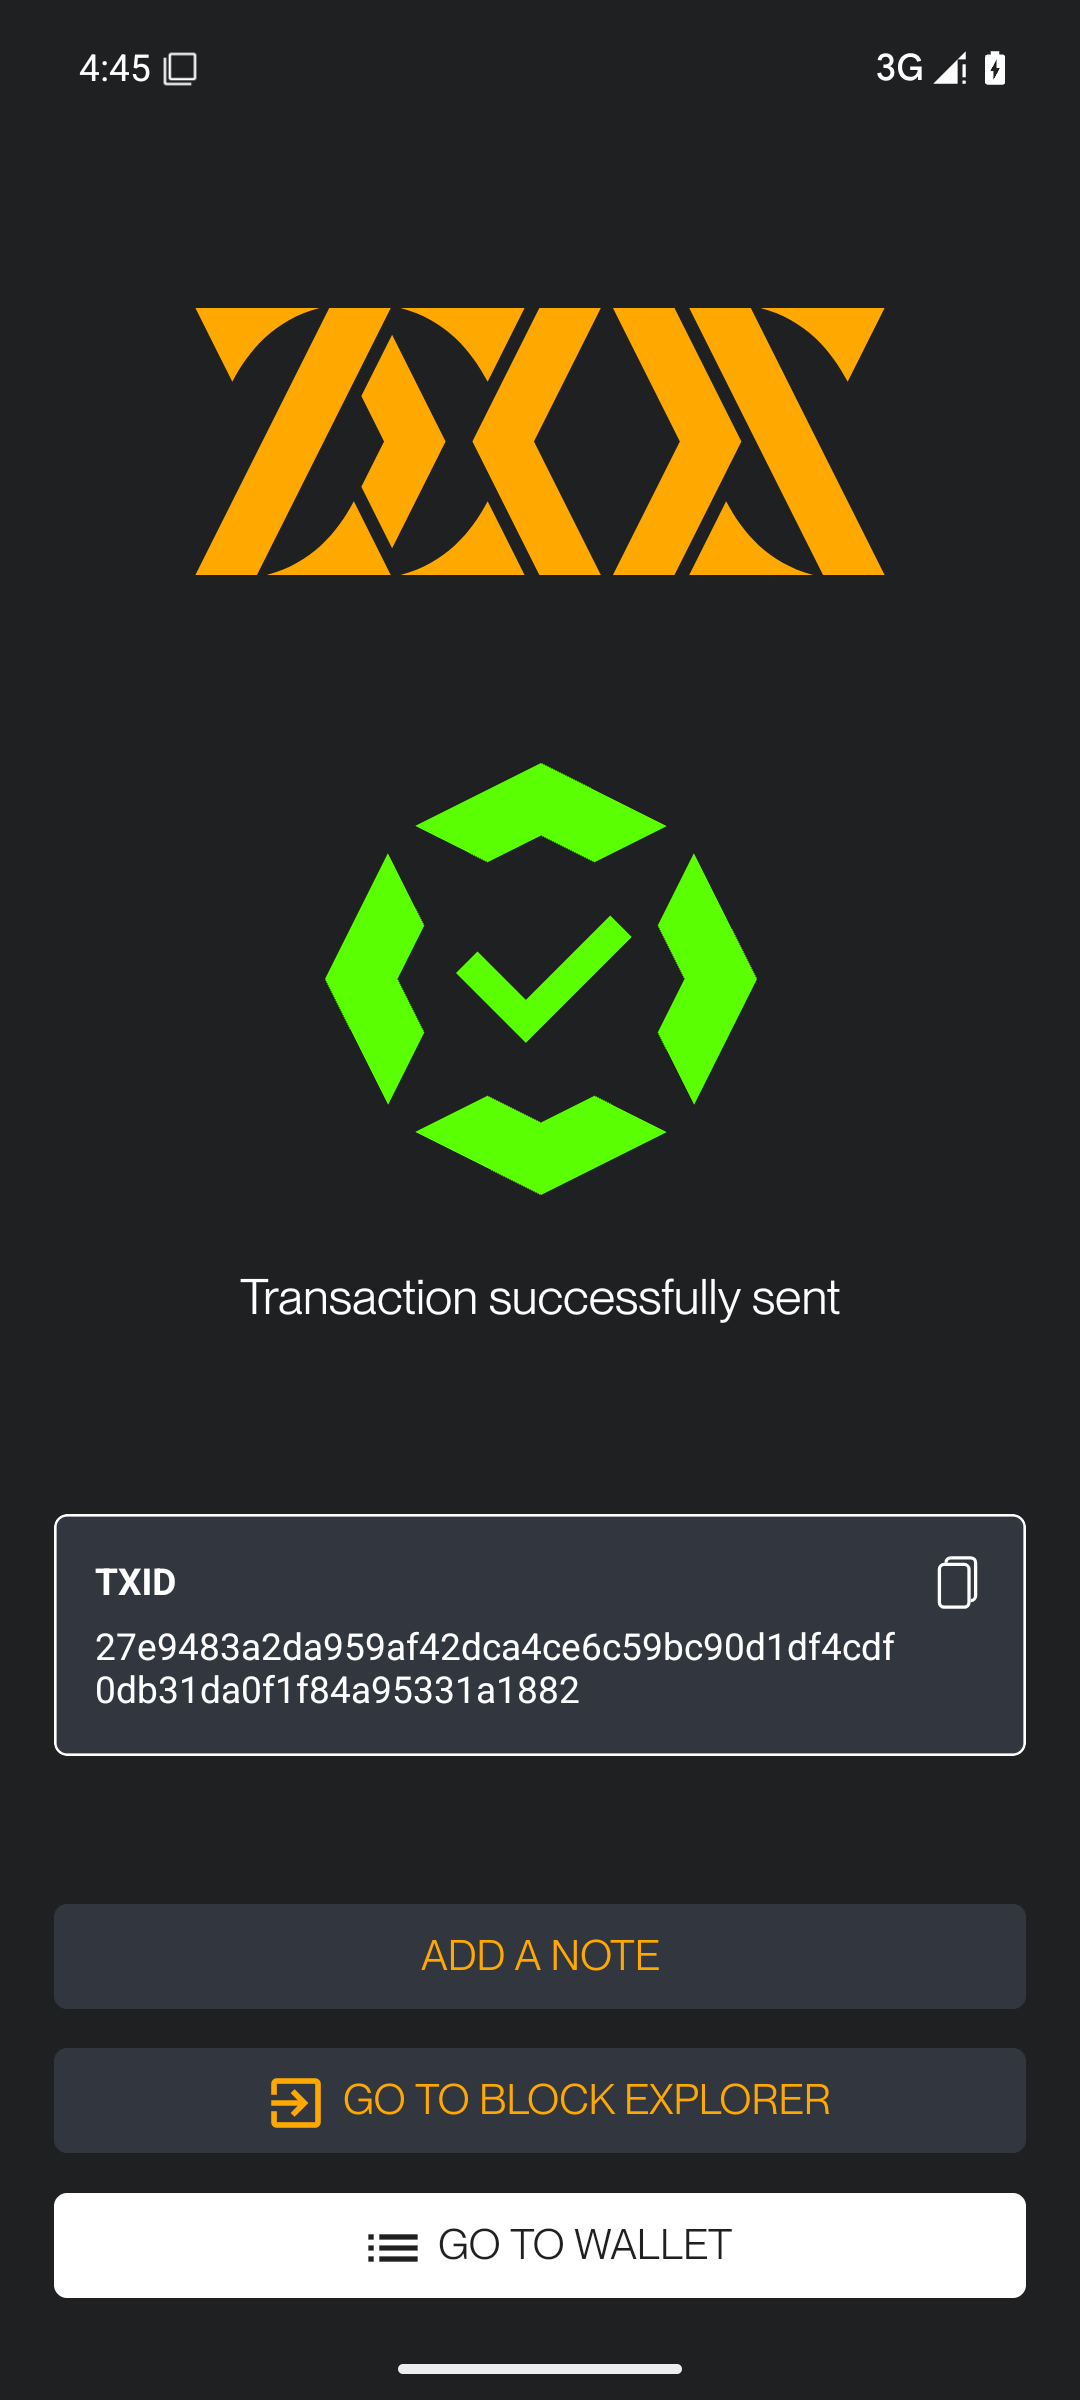 4:45
3G
Transaction successfully sent
TXID
27e9483a2da959af42dca4ce6c59bc90d1df4cdf
0db31da0f1f84a95331a1882
ADD A NOTE
GO TO BLOCK EXPLORER
GO TO WALLET